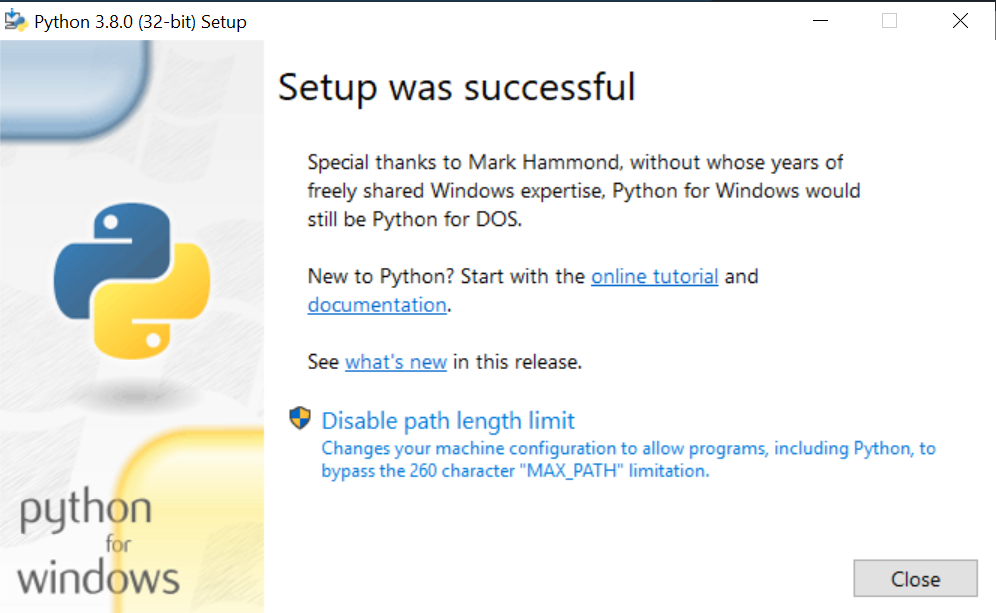 Python 3.8.0 (32-bit) Setup
Setup was successful
Special thanks to Mark Hammond, without whose years of
freely shared Windows expertise, Python for Windows would
still be Python for DOS.
New to Python? Start with the online tutorial and
documentation.
See what's new in this release.
Disable path length limit
Changes your machine configuration to allow programs, including Python, to
bypass the 260 character "MAX_PATH" limitation.
python
for
windows
Close